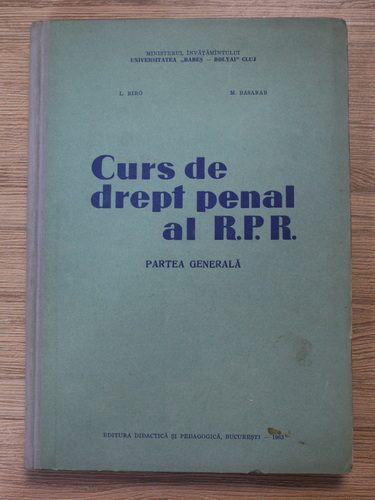 MINISTERUL ÎNVĂȚĂMÎNTULUI
UNIVERSITATEA „BABEȘ - BOLYAI” CLUJ
L. BIRÓ M. BASARAB
Curs de
drept penal
al R.P.R.
PARTEA GENERALĂ
EDITURA DIDACTICĂ ȘI PEDAGOGICĂ, BUCUREȘTI — 1963